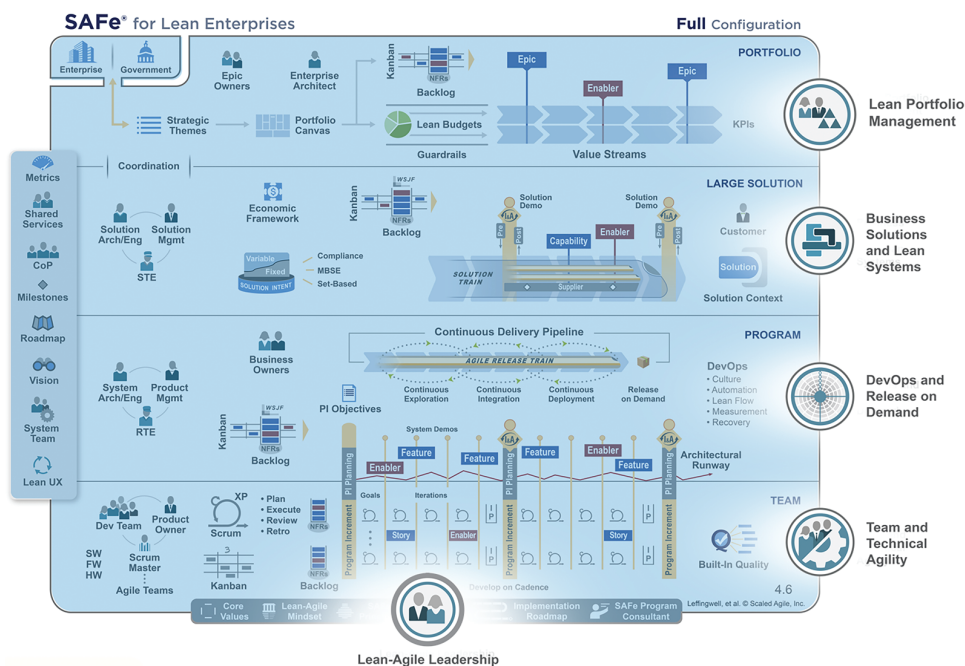 SAFe® for Lean Enterprises
Full Configuration
Enterprise
Government
Epic
Owners
Enterprise
Architect
Kanban
NFRs
Backlog
Epic
Enabler
Epic
PORTFOLIO
Lean Portfolio
Management
Strategic
Themes
Portfolio
Canvas
Lean Budgets
Guardrails
Value Streams
KPIs
Coordination
Metrics
Shared
Services
CoP
Milestones
Roadmap
Vision
System
Team
Lean UX
LARGE SOLUTION
Solution
Arch/Eng
Solution
Mgmt
STE
Economic
Framework
Kanban
WSJF
NFRs
Backlog
Variable
Fixed
SOLUTION INTENT
Compliance
MBSE
Set-Based
Solution
Demo
I&A
Pre
Post
Capability
Enabler
Solution
Demo
I&A
Pre
Post
SOLUTION
TRAIN
Supplier
Customer
Solution
Solution Context
Business
Solutions
and Lean
Systems
PROGRAM
Continuous Delivery Pipeline
Business
Owners
AGILE RELEASE TRAIN
Continuous
Exploration
Continuous
Integration
Continuous
Deployment
Release
on Demand
System
Arch/Eng
Product
Mgmt
RTE
PI Objectives
Kanban
WSJF
NFRs
Backlog
DevOps
• Culture
• Automation
• Lean Flow
• Measurement
• Recovery
DevOps and
Release on
Demand
System Demos
PI Planning
Enabler
Feature
Feature
I&A
PI Planning
Feature
Enabler
Feature
I&A
PI Planning
Architectural
Runway
TEAM
Dev Team
Product
Owner
Scrum
Master
SW
FW
HW
Agile Teams
XP
Scrum
• Plan
• Execute
• Review
• Retro
3
Kanban
NFRs
NFRs
Backlog
Goals
Iterations
Program Increment
Story
Enabler
I P
I P
Program Increment
Story
I P
I P
Program Increment
Develop on Cadence
Built-In Quality
Team and
Technical
Agility
4.6
Leffingwell, et al. © Scaled Agile, Inc.
Core
Values
Lean-Agile
Mindset
Implementation
Roadmap
SAFe Program
Consultant
Lean-Agile Leadership